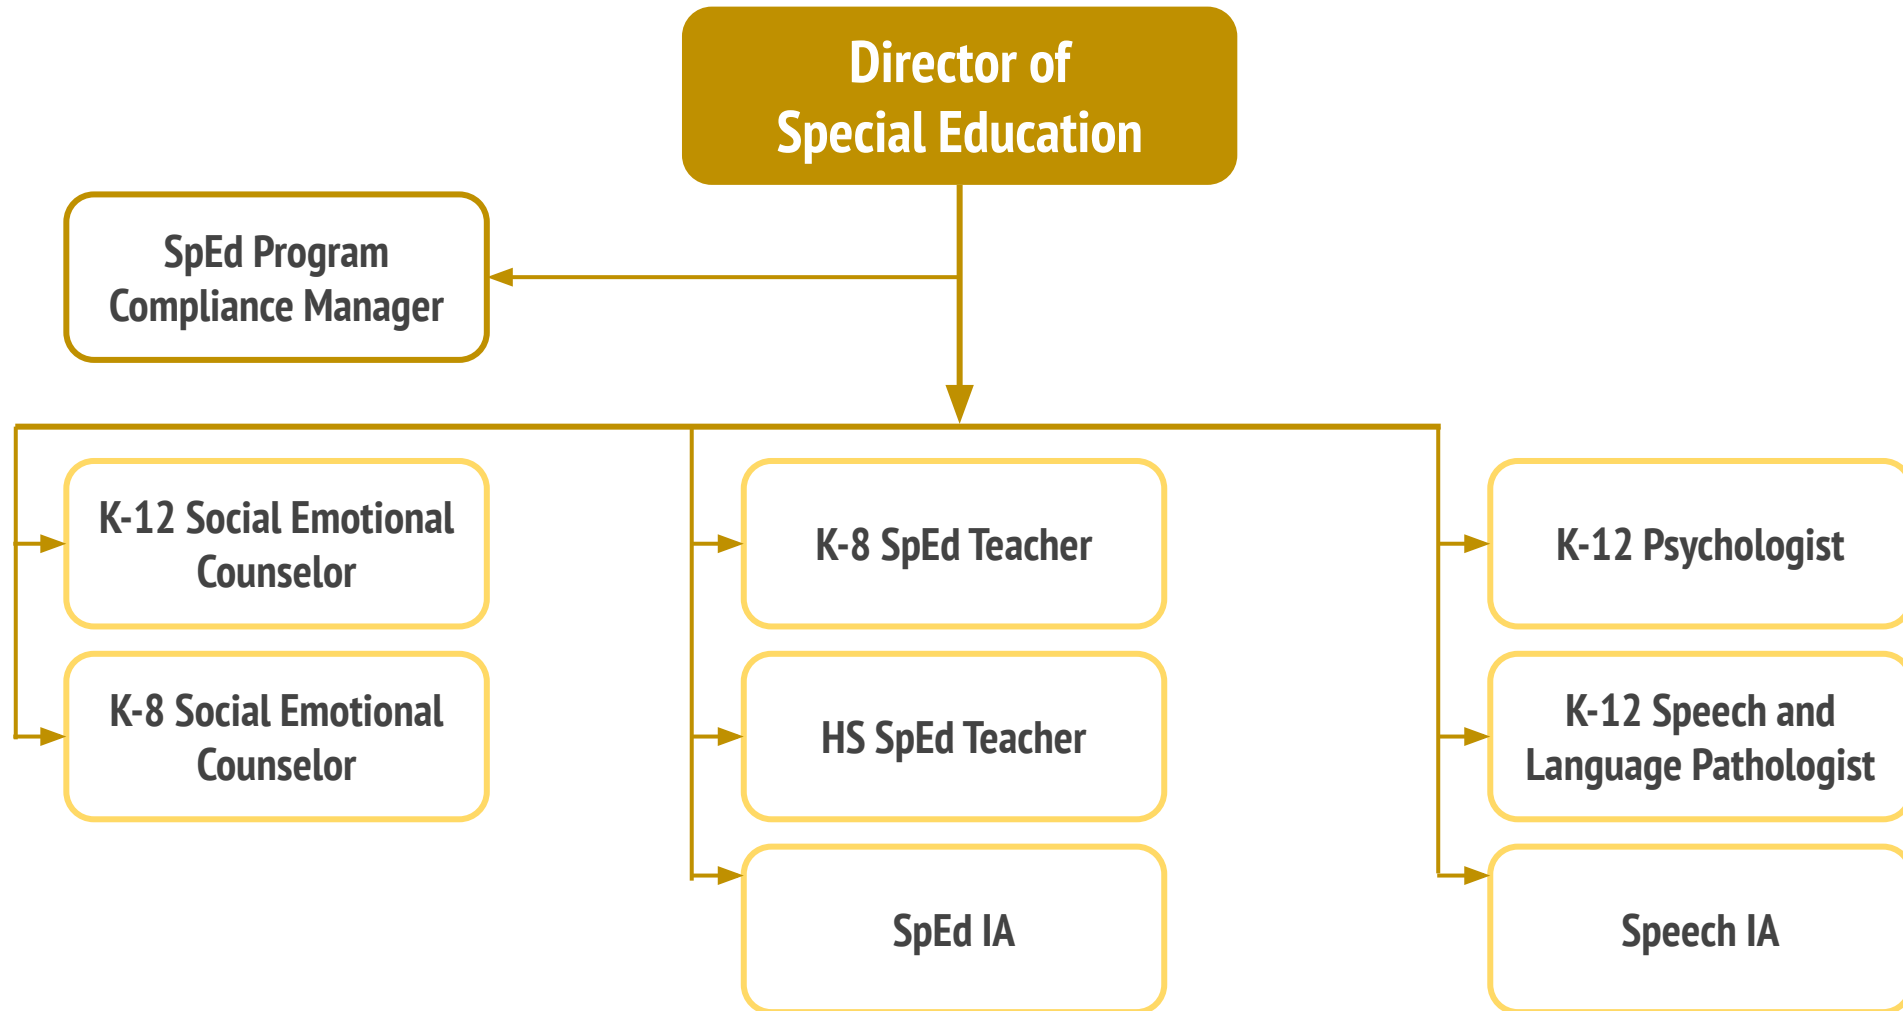 Director of
Special Education
SpEd Program
Compliance Manager
K-12 Social Emotional
Counselor
K-8 Social Emotional
Counselor
K-8 SpEd Teacher
HS SpEd Teacher
SpEd IA
K-12 Psychologist
K-12 Speech and
Language Pathologist
Speech IA